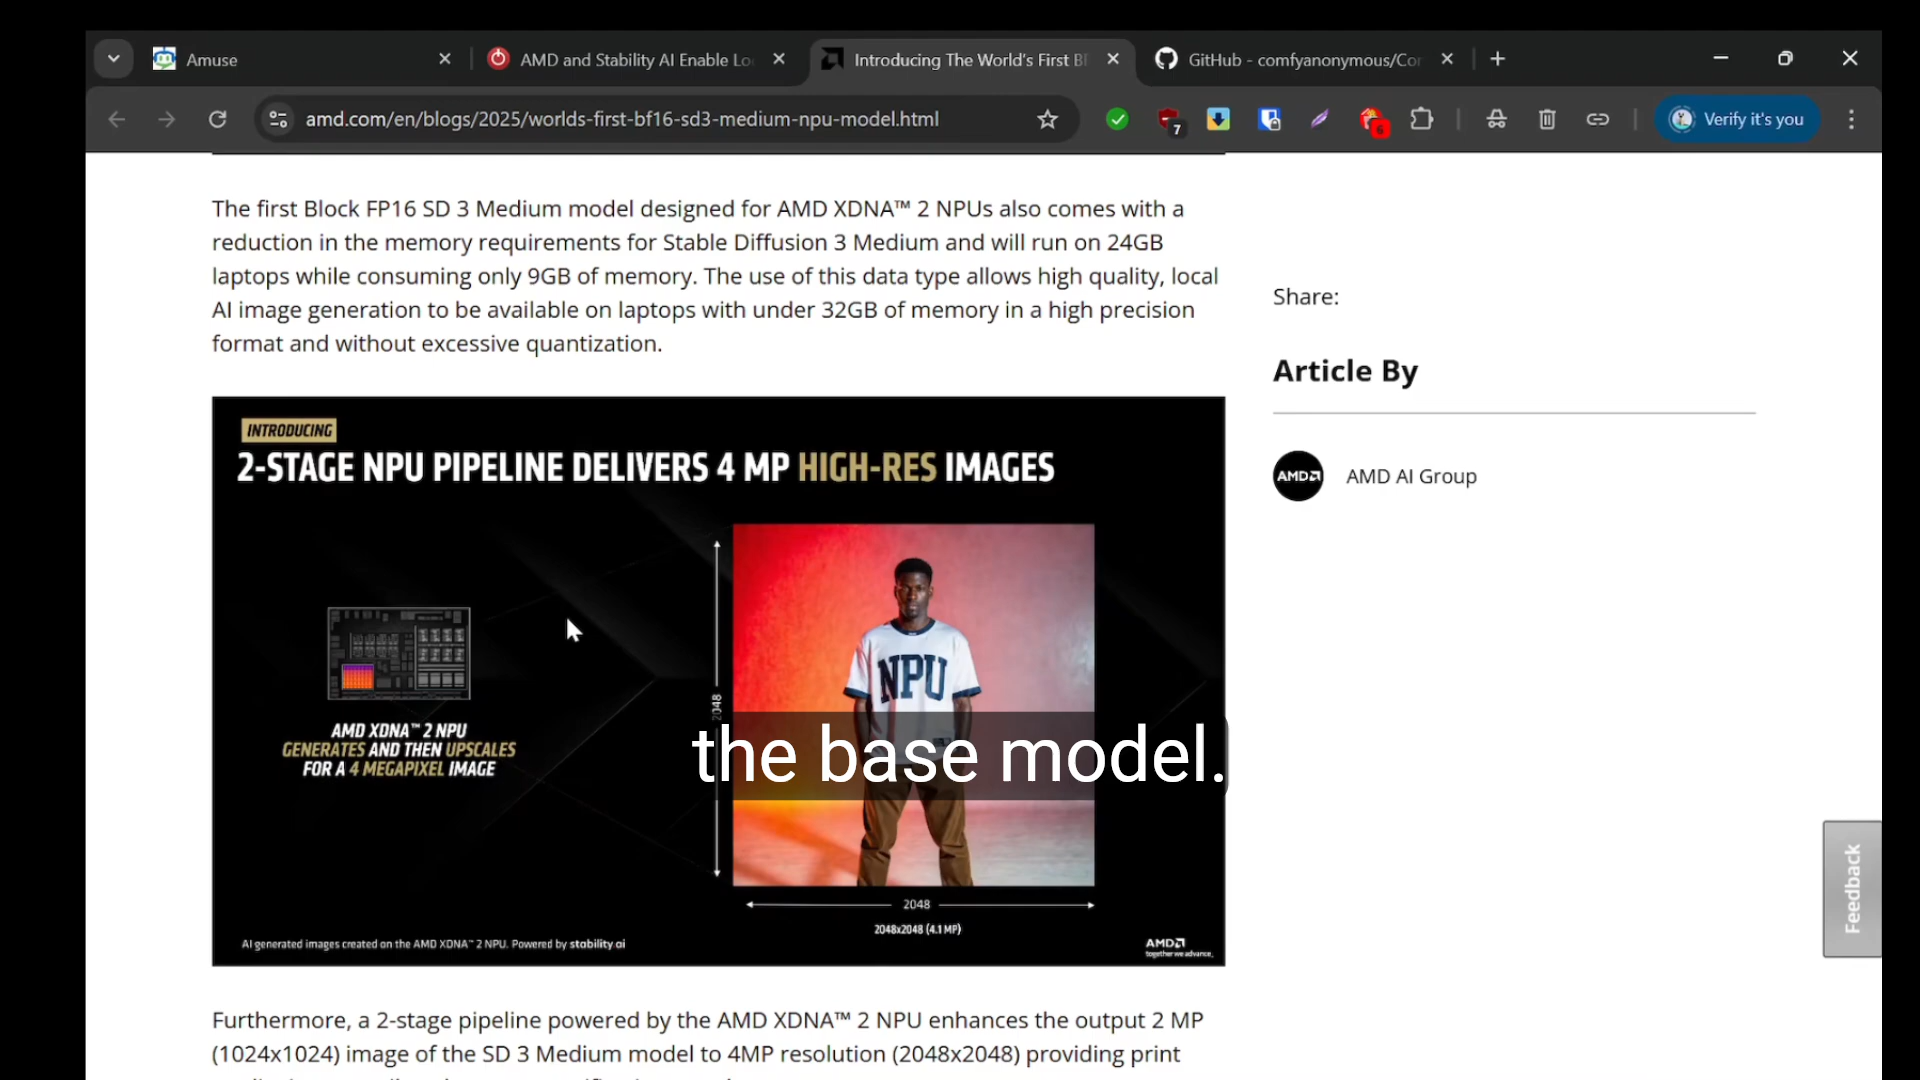 Amuse
AMD and Stability AI Enable Lo
Introducing The World's First Bl
GitHub - comfyanonymous/Cor
amd.com/en/blogs/2025/worlds-first-bf16-sd3-medium-npu-model.html
7
6
Verify it's you
The first Block FP16 SD 3 Medium model designed for AMD XDNA™ 2 NPUs also comes with a
reduction in the memory requirements for Stable Diffusion 3 Medium and will run on 24GB
laptops while consuming only 9GB of memory. The use of this data type allows high quality, local
AI image generation to be available on laptops with under 32GB of memory in a high precision
format and without excessive quantization.
Share:
Article By
AMD
AMD AI Group
INTRODUCING
2-STAGE NPU PIPELINE DELIVERS 4 MP HIGH-RES IMAGES
NPU
2048
AMD XDNA™ 2 NPU
GENERATES AND THEN UPSCALES
FOR A 4 MEGAPIXEL IMAGE
the base model.
2048
2048x2048 (4.1 MP)
AI generated images created on the AMD XDNA™ 2 NPU. Powered by stability ai
AMD
together we advance_
Feedback
Furthermore, a 2-stage pipeline powered by the AMD XDNA™ 2 NPU enhances the output 2 MP
(1024x1024) image of the SD 3 Medium model to 4MP resolution (2048x2048) providing print